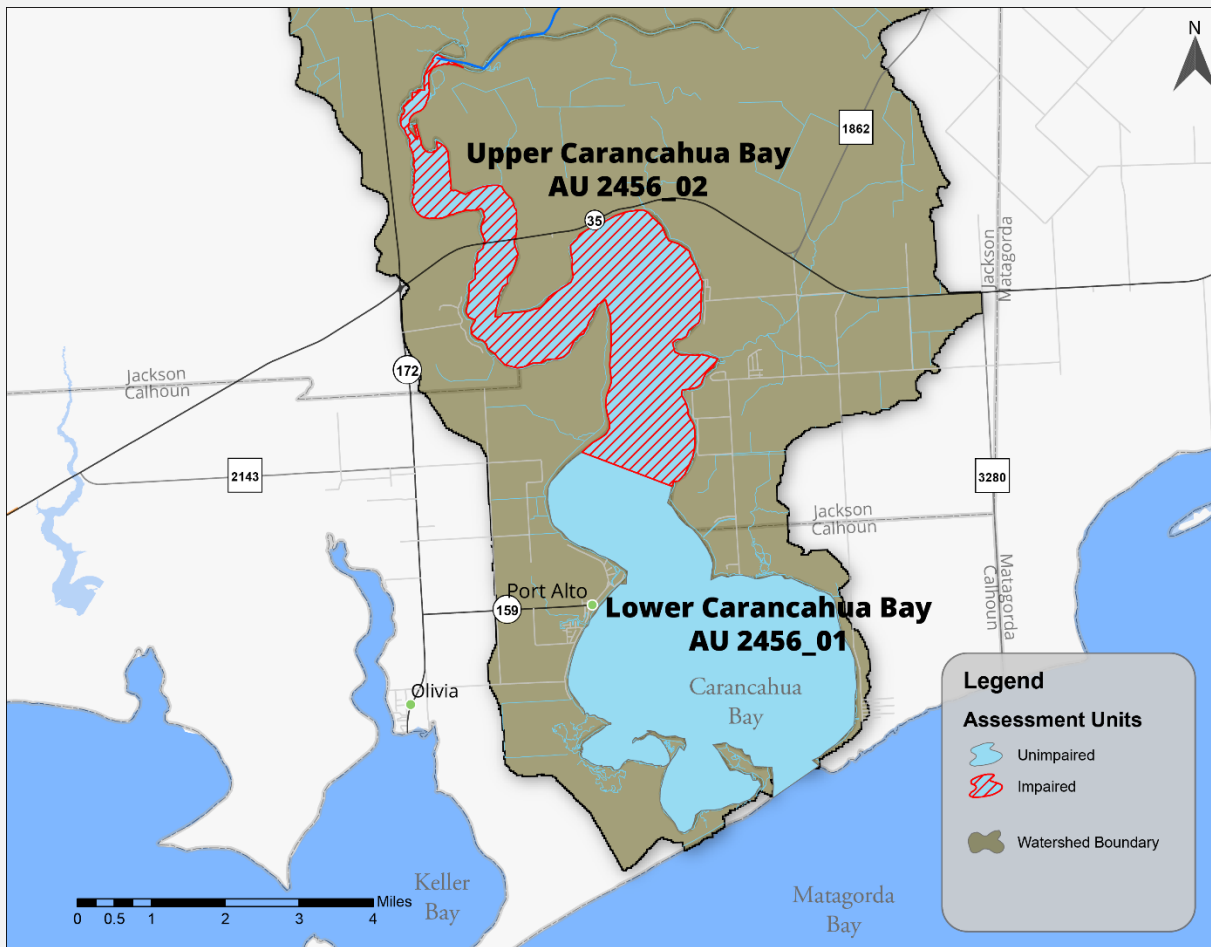 N
1862
Upper Carancahua Bay
AU 2456_02
35
Jackson
Matagorda
172
Jackson
Calhoun
2143
3280
Jackson
Calhoun
Matagorda
Calhoun
Port Alto
159
Lower Carancahua Bay
AU 2456_01
Carancahua
Bay
Olivia
Legend
Assessment Units
Unimpaired
Impaired
Watershed Boundary
Keller
Bay
Matagorda
Bay
Miles
0 0.5 1 2 3 4